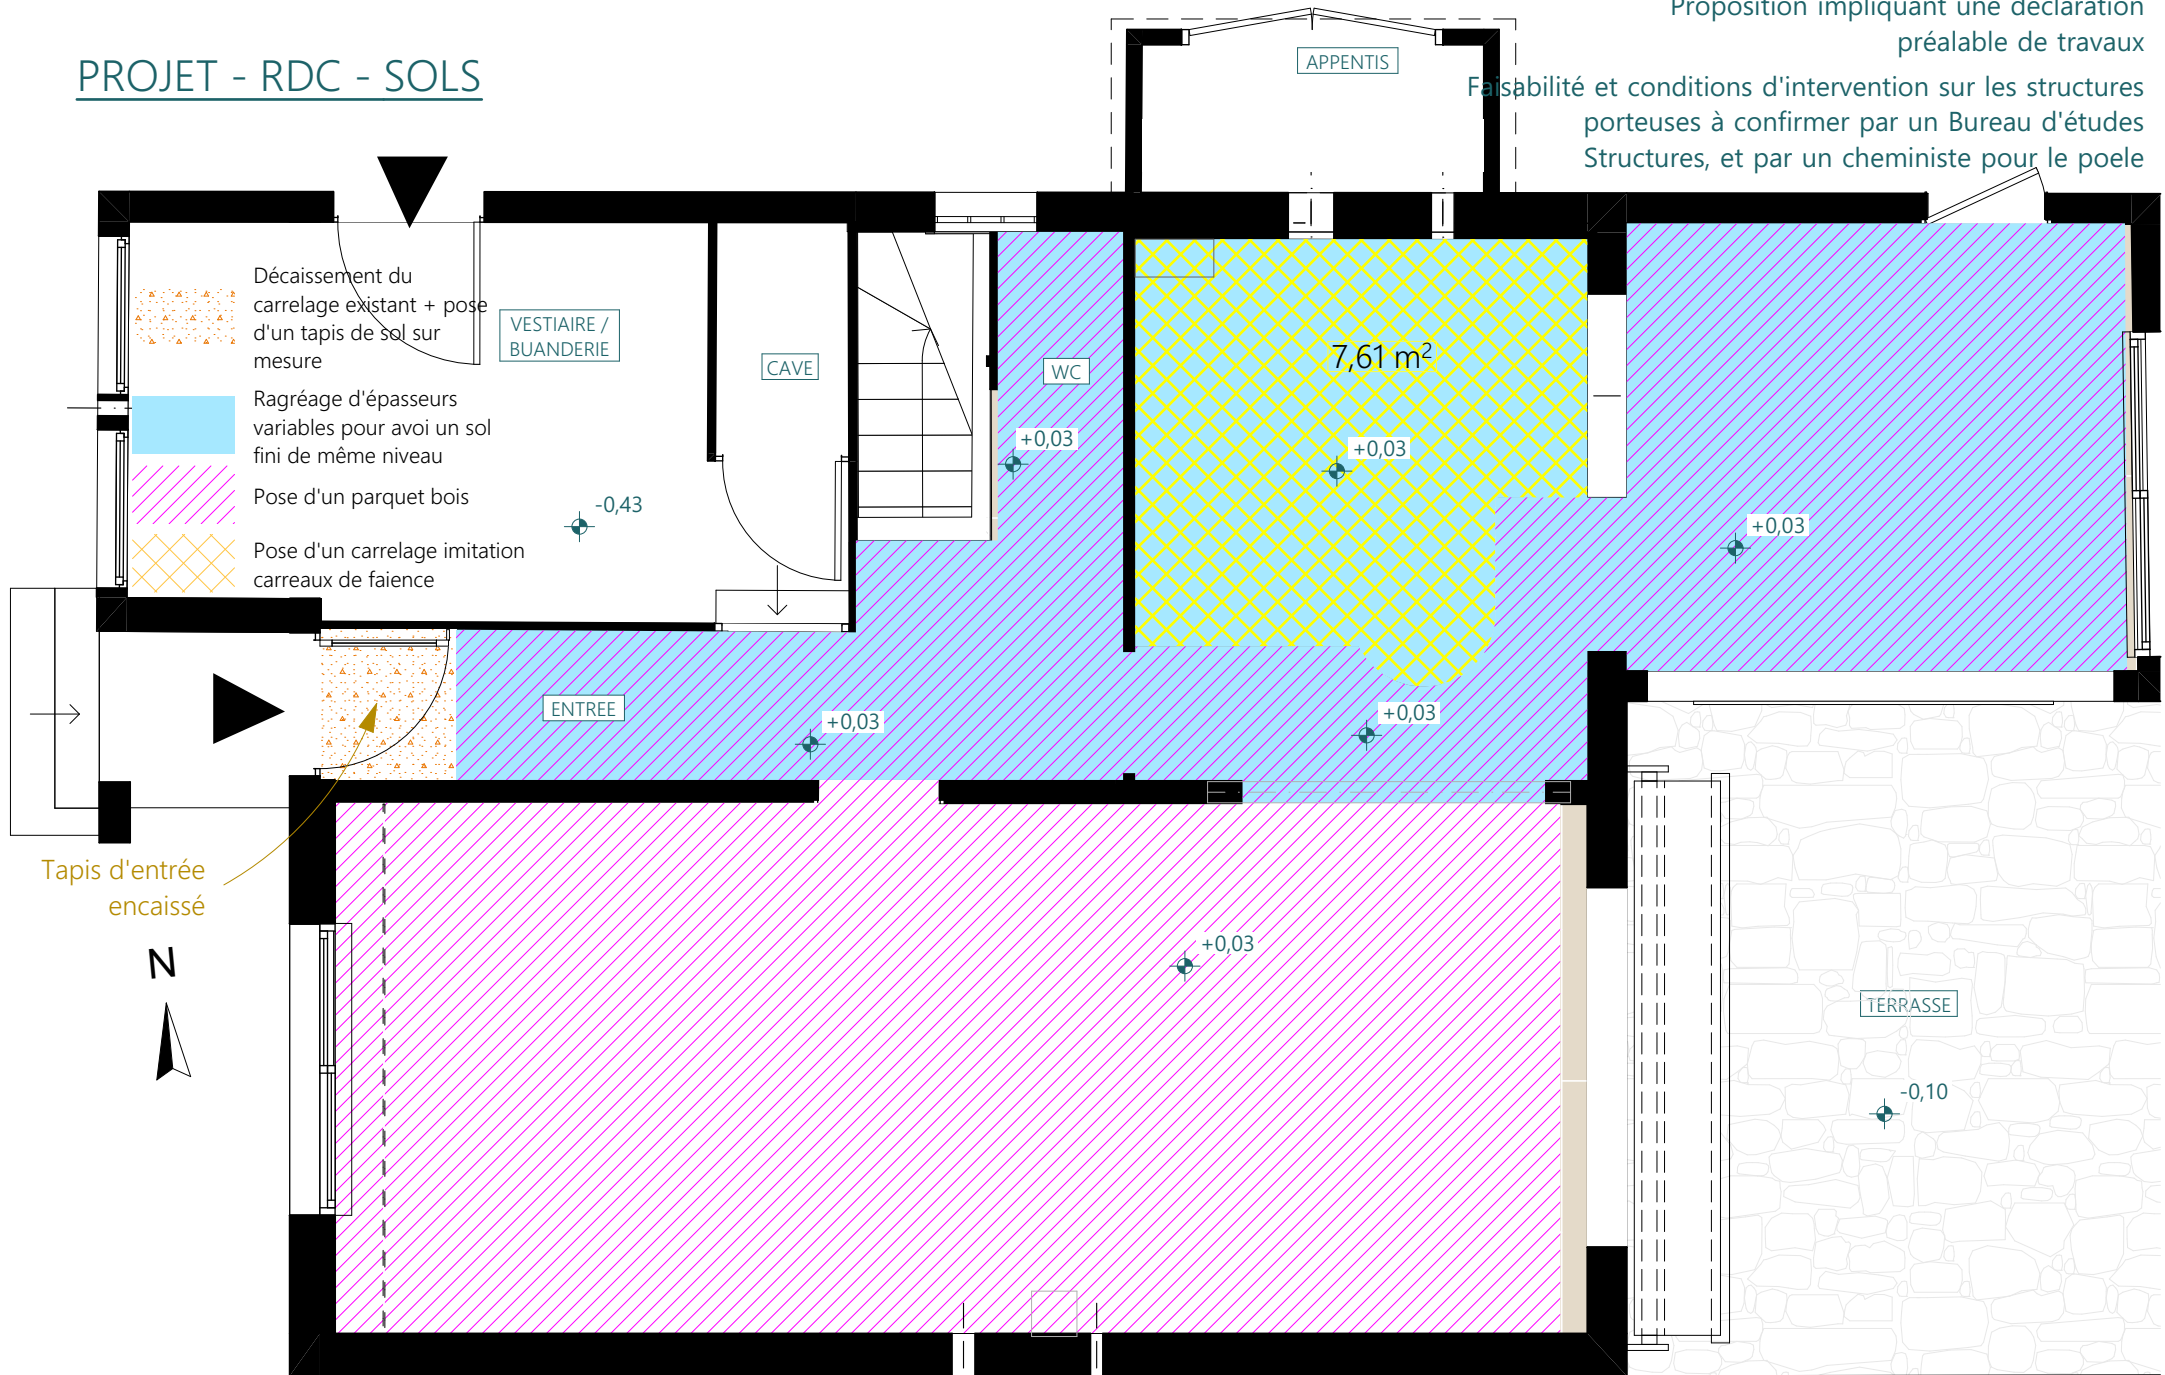 PROJET - RDC - SOLS
Proposition impliquant une déclaration
préalable de travaux
Faisabilité et conditions d'intervention sur les structures
porteuses à confirmer par un Bureau d'études
Structures, et par un cheministe pour le poele
APPENTIS
Décaissement du
carrelage existant + pose
d'un tapis de sol sur
mesure
Ragréage d'épasseurs
variables pour avoi un sol
fini de même niveau
Pose d'un parquet bois
Pose d'un carrelage imitation
carreaux de faience
VESTIAIRE /
BUANDERIE
-0,43
CAVE
WC
+0,03
7,61 m²
+0,03
+0,03
ENTREE
+0,03
+0,03
Tapis d'entrée
encaissé
N
+0,03
TERRASSE
-0,10